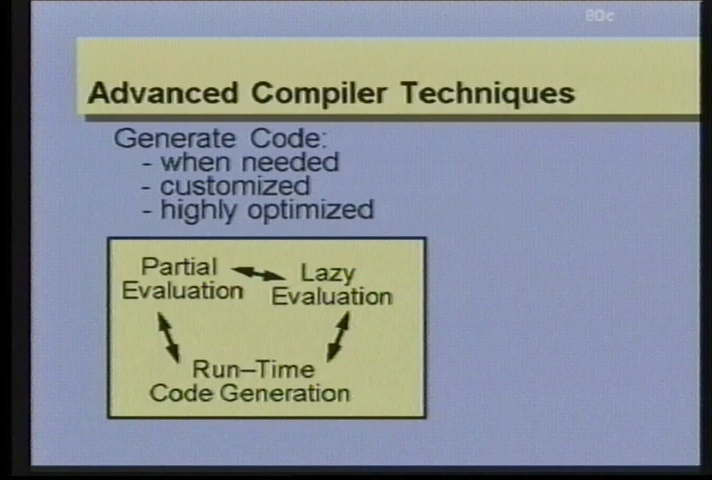 80c
Advanced Compiler Techniques
Generate Code:
- when needed
- customized
- highly optimized
Partial
Evaluation
Lazy
Evaluation
Run–Time
Code Generation